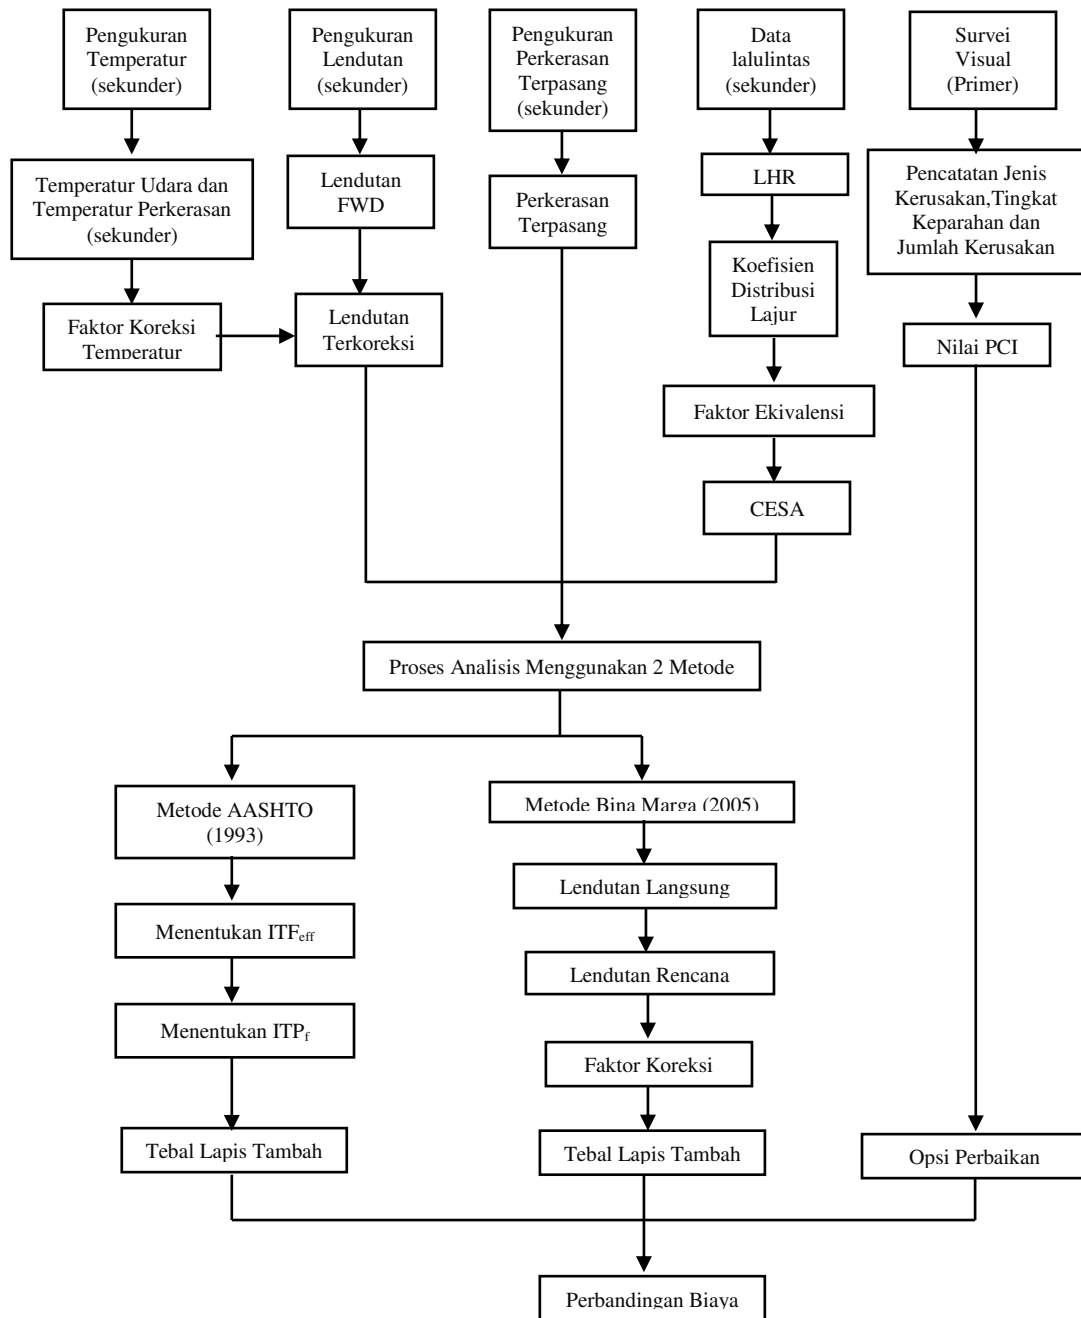 Pengukuran
Temperatur
(sekunder)
Pengukuran
Lendutan
(sekunder)
Pengukuran
Perkerasan
Terpasang
(sekunder)
Data
lalulintas
(sekunder)
Survei
Visual
(Primer)
Temperatur Udara dan
Temperatur Perkerasan
(sekunder)
Lendutan
FWD
Perkerasan
Terpasang
LHR
Pencatatan Jenis
Kerusakan,Tingkat
Keparahan dan
Jumlah Kerusakan
Koefisien
Distribusi
Lajur
Faktor Koreksi
Temperatur
Lendutan
Terkoreksi
Nilai PCI
Faktor Ekivalensi
CESA
Proses Analisis Menggunakan 2 Metode
Metode AASHTO
(1993)
Metode Bina Marga (2005)
Lendutan Langsung
Menentukan ITFeff
Lendutan Rencana
Menentukan ITPf
Faktor Koreksi
Tebal Lapis Tambah
Tebal Lapis Tambah
Opsi Perbaikan
Perbandingan Biaya